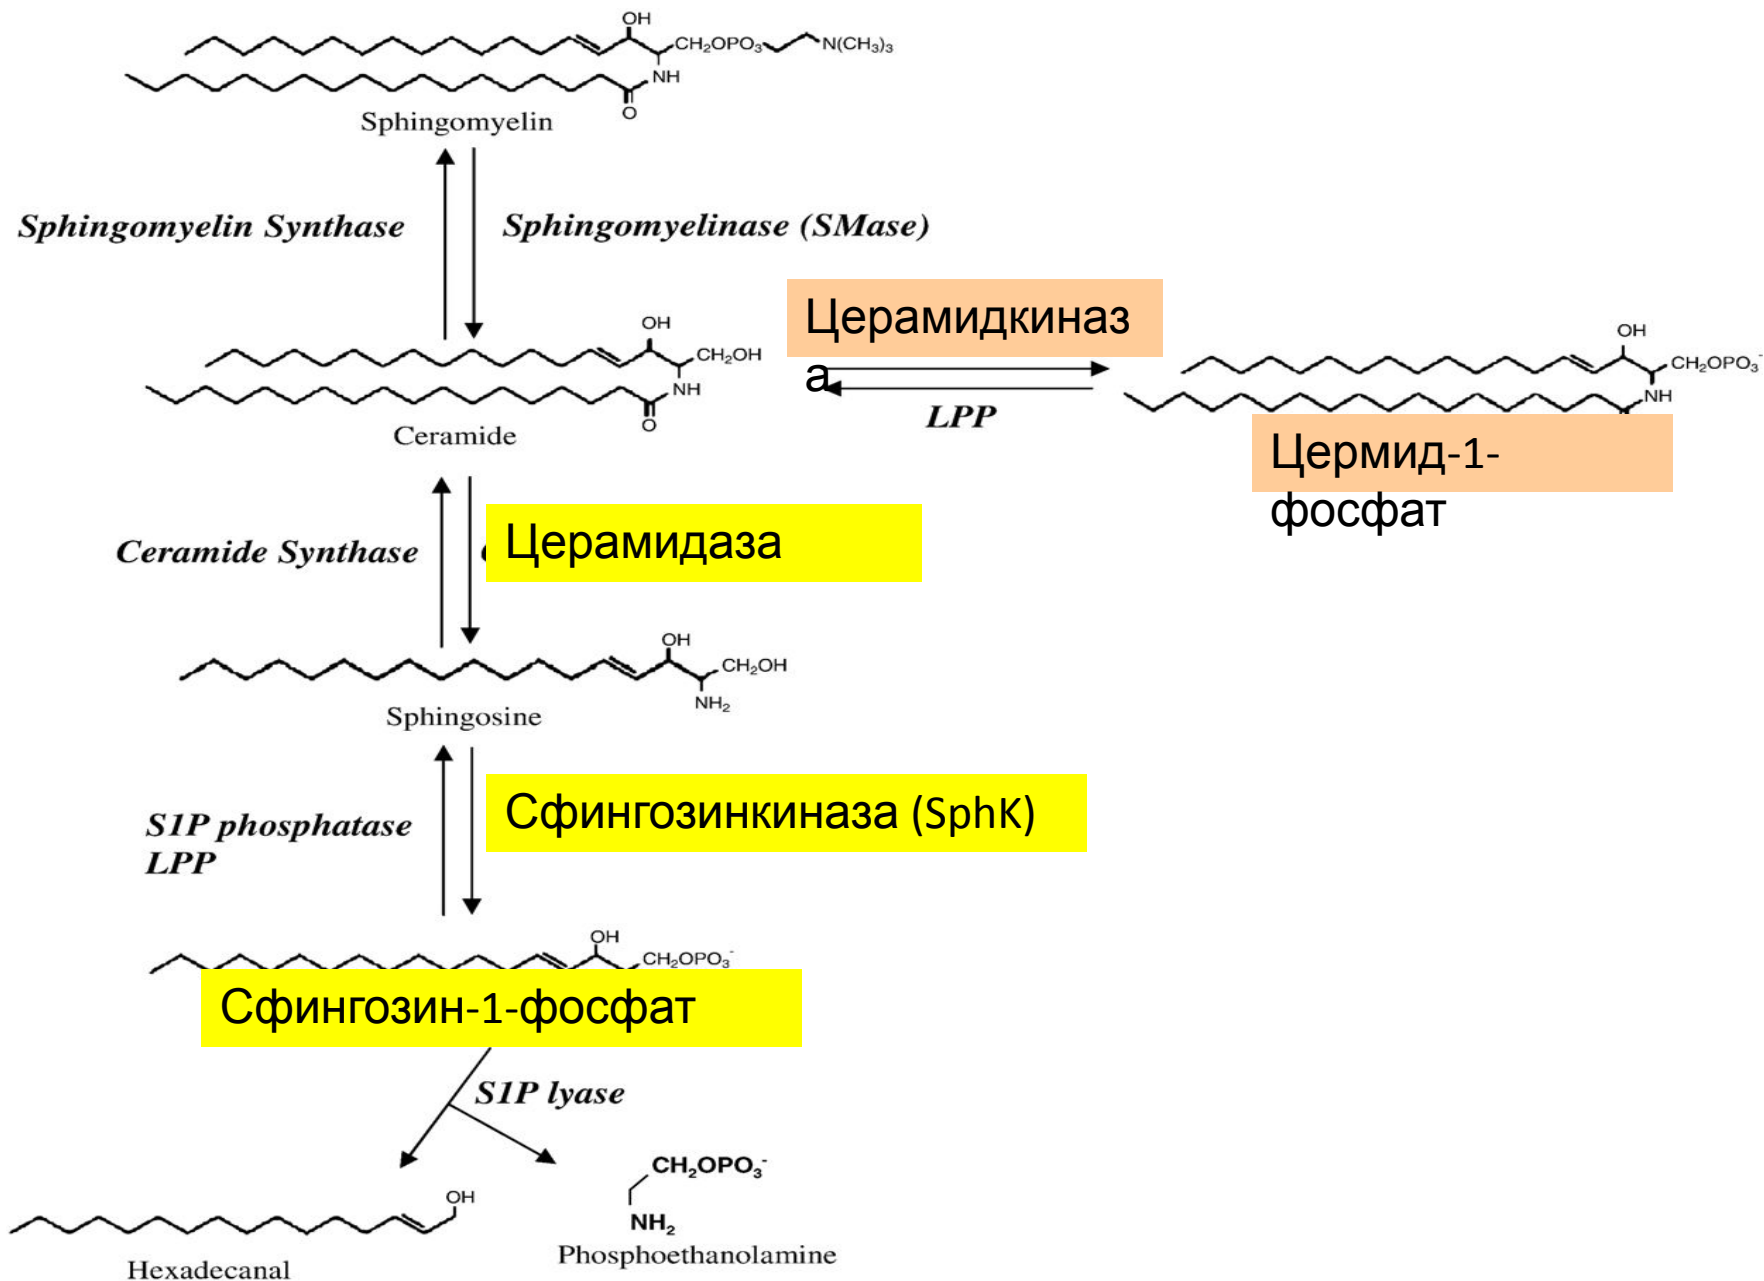 OH
CH₂OPO₃
N(CH₃)₃
NH
O
Sphingomyelin
Sphingomyelin Synthase
Sphingomyelinase (SMase)
Церамидкиназ
а
OH
CH₂OH
NH
O
Ceramide
LPP
OH
CH₂OPO₃⁻
NH
Цермид-1-
фосфат
Ceramide Synthase
Церамидаза
OH
CH₂OH
NH₂
Sphingosine
S1P phosphatase
LPP
Сфингозинкиназа (SphK)
OH
CH₂OPO₃⁻
Сфингозин-1-фосфат
S1P lyase
CH₂OPO₃⁻
NH₂
Phosphoethanolamine
OH
Hexadecanal